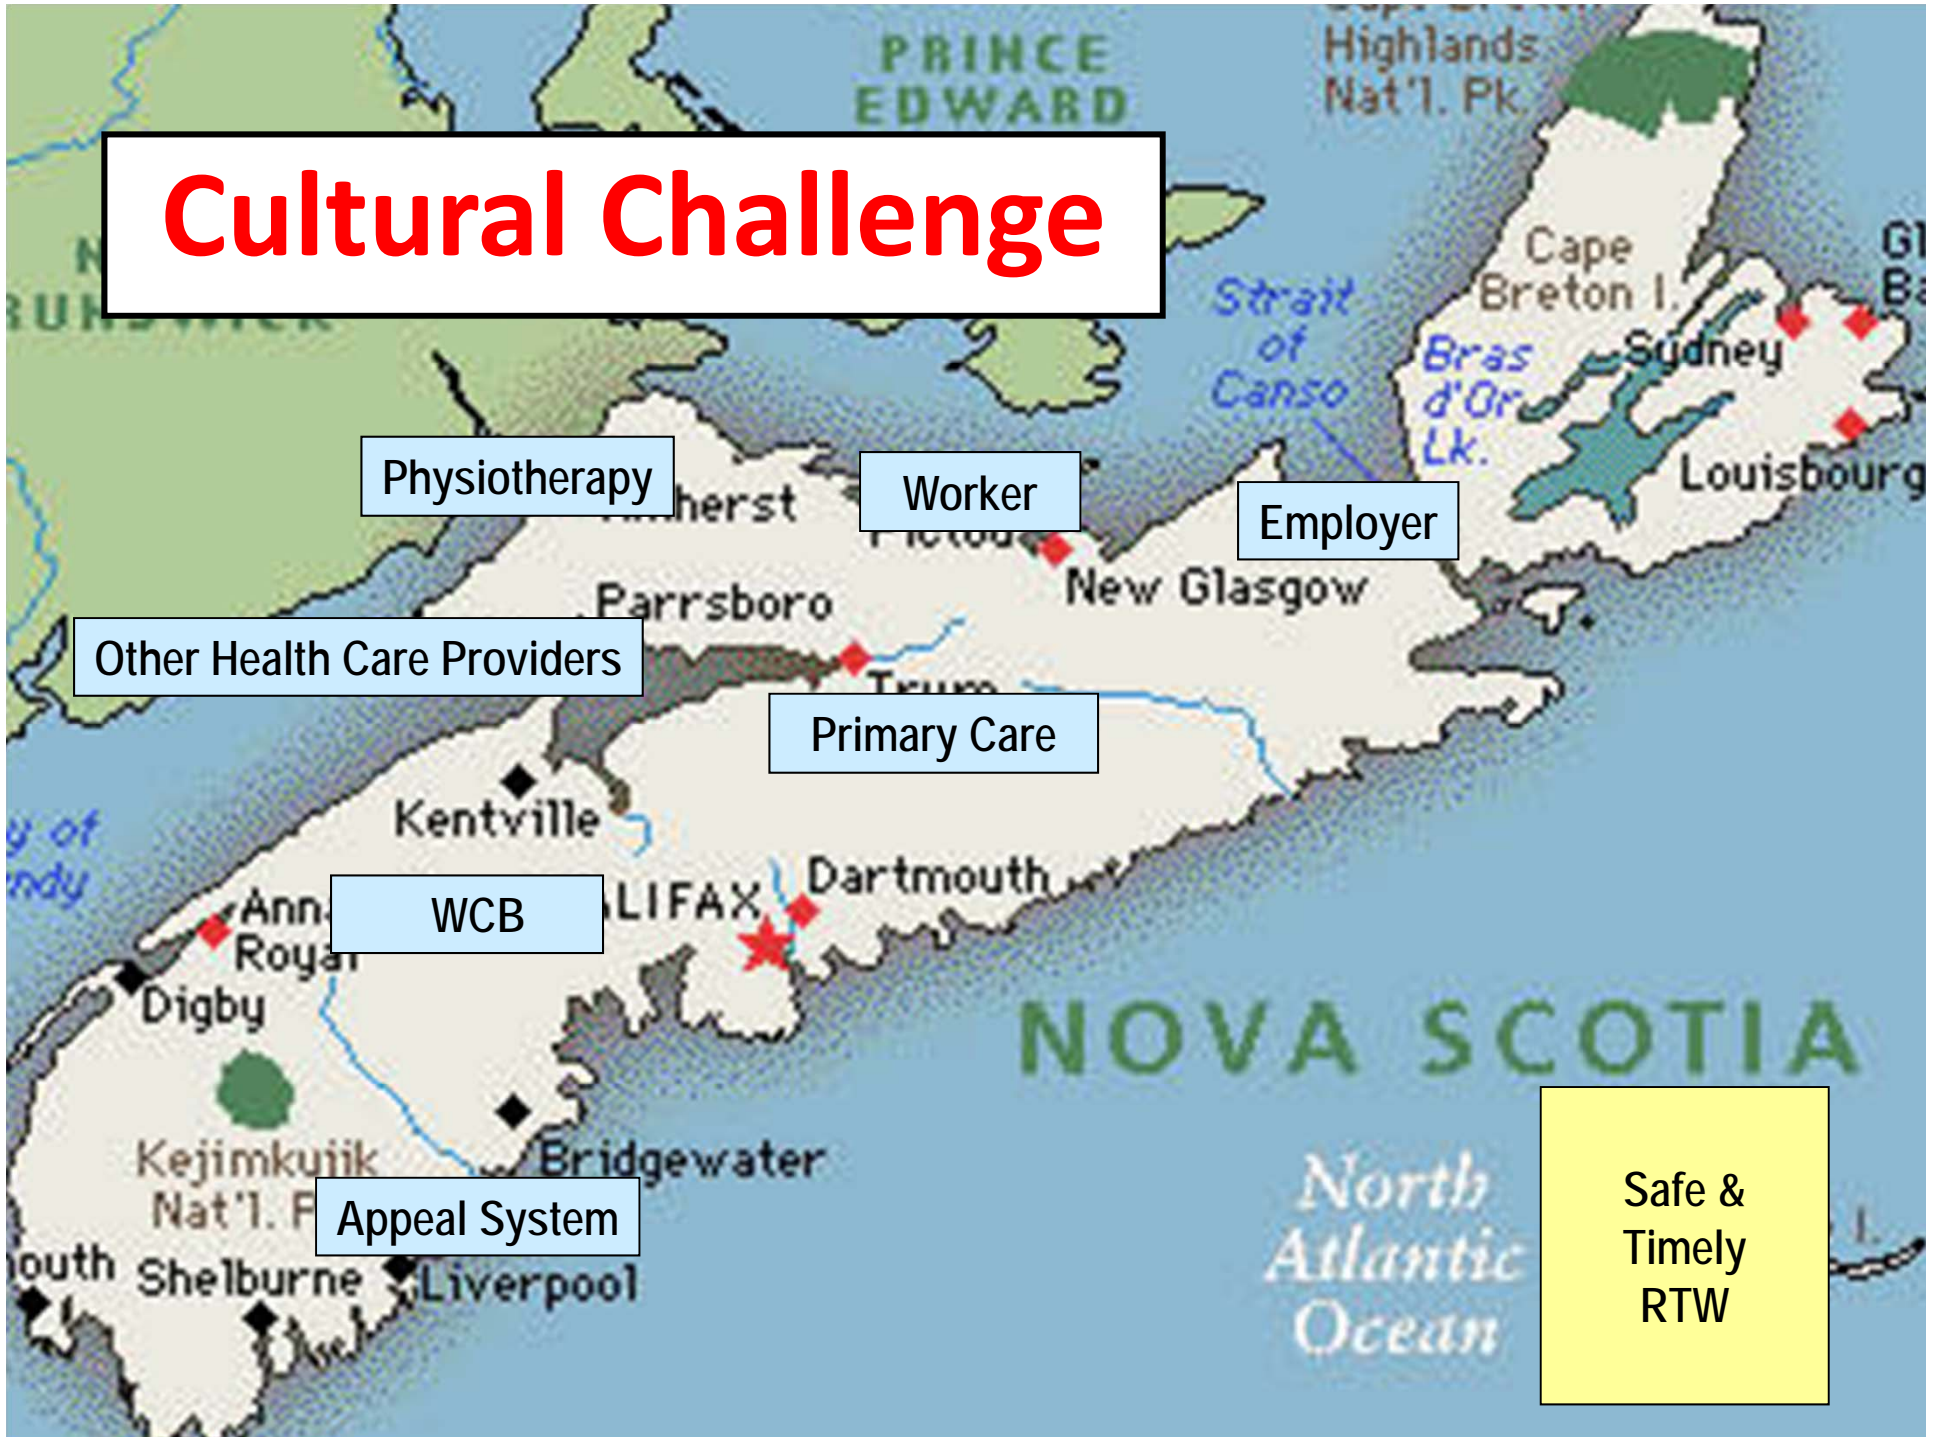 PRINCE
EDWARD
Highlands
Nat'l. Pk.
Cultural Challenge
Cape
Breton I.
Strait
of
Canso
Bras
d'Or
Lk.
Sydney
Louisbourg
Physiotherapy
Worker
Employer
New Glasgow
Parrsboro
Other Health Care Providers
Primary Care
Kentville
Dartmouth
WCB
Digby
NOVA SCOTIA
Bridgewater
Kejimkujik
Nat'l.
Appeal System
Shelburne
Liverpool
North
Atlantic
Ocean
Safe &
Timely
RTW